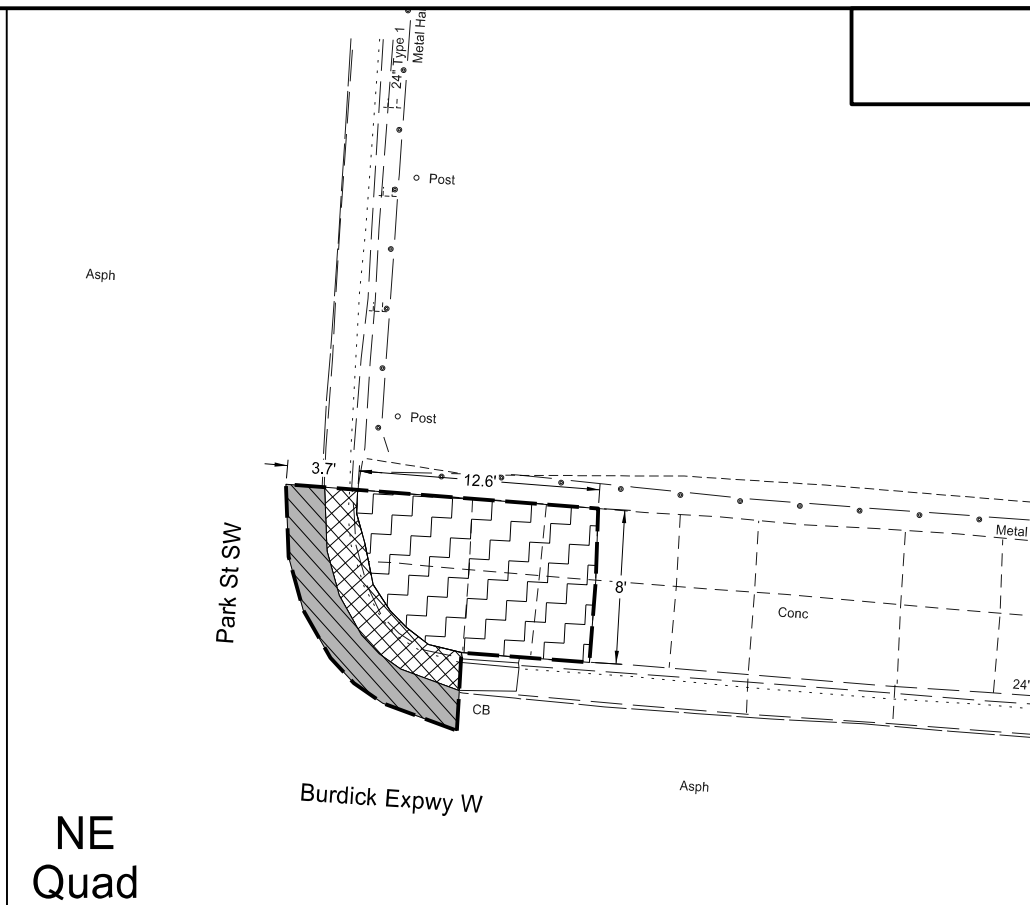 24" Type 1
Metal Ha
Post
Asph
Post
3.7'
12.6'
Park St SW
8'
Metal
Conc
24"
CB
Asph
Burdick Expwy W
NE
Quad